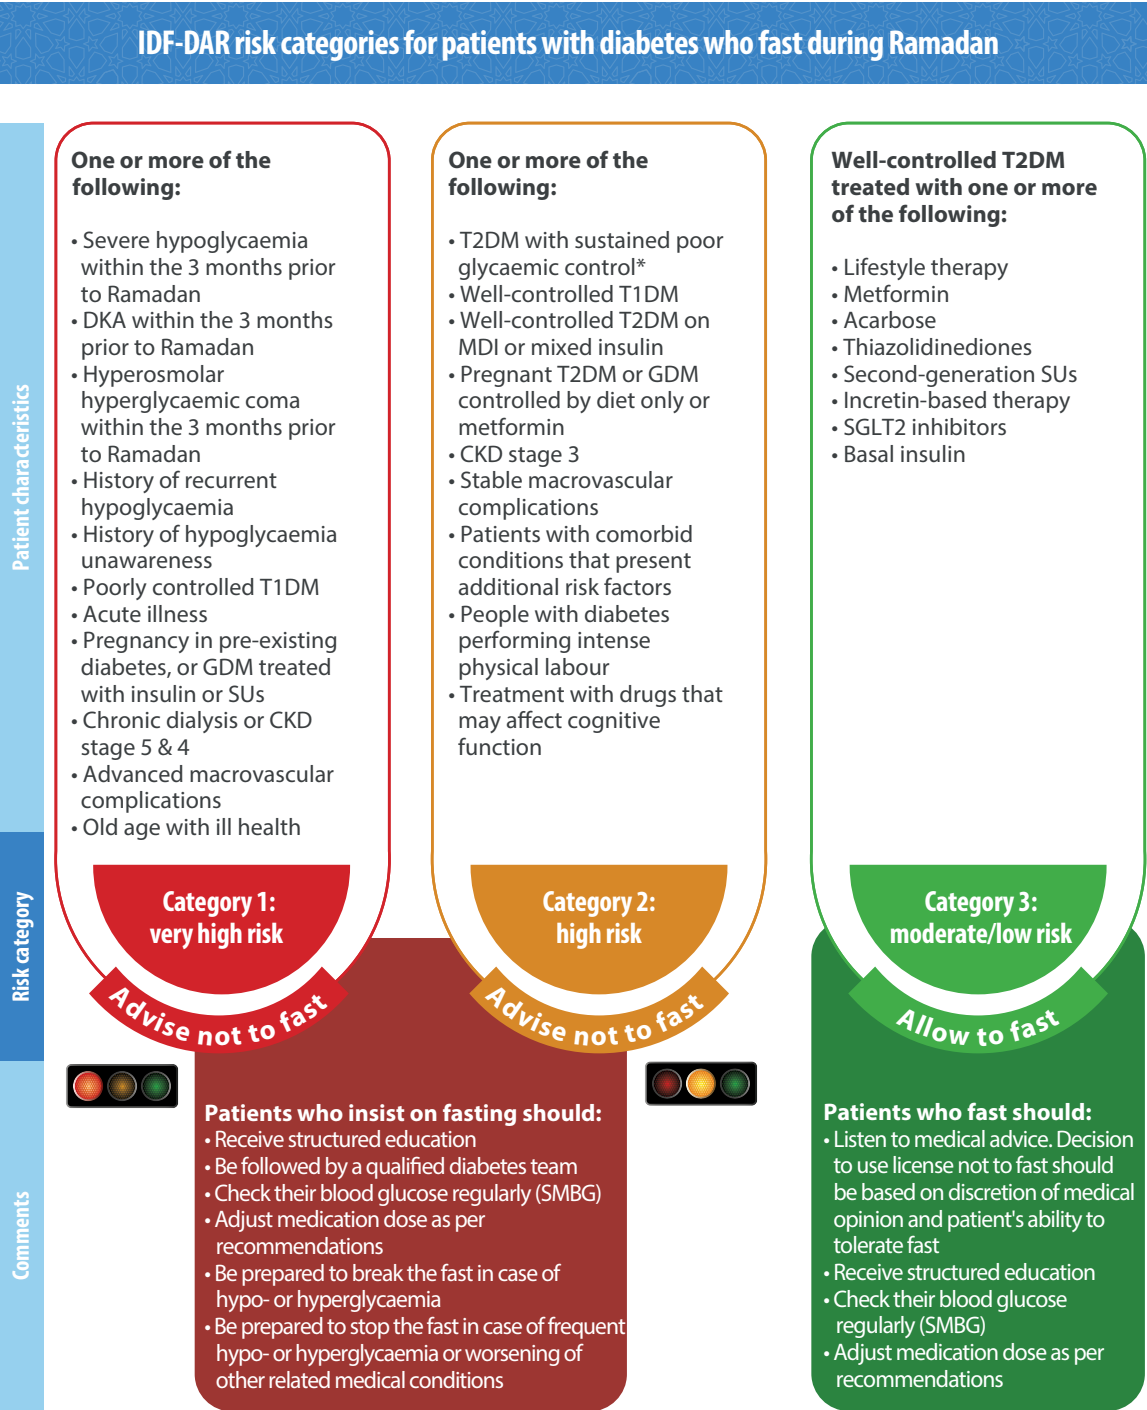 IDF-DAR risk categories for patients with diabetes who fast during Ramadan
Patient characteristics
One or more of the
following:
• Severe hypoglycaemia
within the 3 months prior
to Ramadan
• DKA within the 3 months
prior to Ramadan
• Hyperosmolar
hyperglycaemic coma
within the 3 months prior
to Ramadan
• History of recurrent
hypoglycaemia
• History of hypoglycaemia
unawareness
• Poorly controlled T1DM
• Acute illness
• Pregnancy in pre-existing
diabetes, or GDM treated
with insulin or SUs
• Chronic dialysis or CKD
stage 5 & 4
• Advanced macrovascular
complications
• Old age with ill health
One or more of the
following:
• T2DM with sustained poor
glycaemic control*
• Well-controlled T1DM
• Well-controlled T2DM on
MDI or mixed insulin
• Pregnant T2DM or GDM
controlled by diet only or
metformin
• CKD stage 3
• Stable macrovascular
complications
• Patients with comorbid
conditions that present
additional risk factors
• People with diabetes
performing intense
physical labour
• Treatment with drugs that
may affect cognitive
function
Well-controlled T2DM
treated with one or more
of the following:
• Lifestyle therapy
• Metformin
• Acarbose
• Thiazolidinediones
• Second-generation SUs
• Incretin-based therapy
• SGLT2 inhibitors
• Basal insulin
Risk category
Category 1:
very high risk
Advise not to fast
Category 2:
high risk
Advise not to fast
Category 3:
moderate/low risk
Allow to fast
Comments
Patients who insist on fasting should:
• Receive structured education
• Be followed by a qualified diabetes team
• Check their blood glucose regularly (SMBG)
• Adjust medication dose as per
recommendations
• Be prepared to break the fast in case of
hypo- or hyperglycaemia
• Be prepared to stop the fast in case of frequent
hypo- or hyperglycaemia or worsening of
other related medical conditions
Patients who fast should:
• Listen to medical advice. Decision
to use license not to fast should
be based on discretion of medical
opinion and patient's ability to
tolerate fast
• Receive structured education
• Check their blood glucose
regularly (SMBG)
• Adjust medication dose as per
recommendations